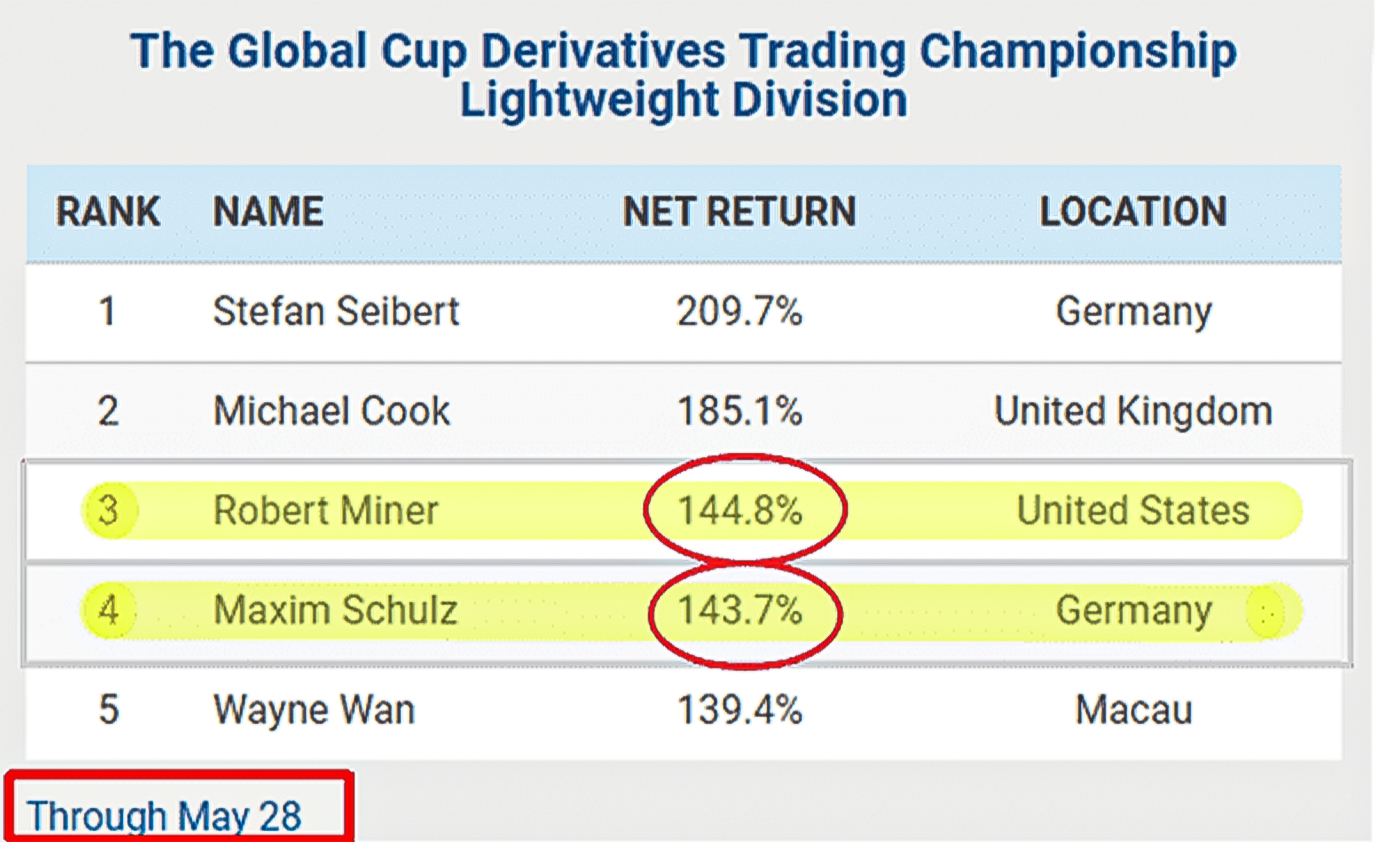 The Global Cup Derivatives Trading Championship
Lightweight Division
RANK NAME NET RETURN LOCATION
1 Stefan Seibert 209.7% Germany
2 Michael Cook 185.1% United Kingdom
3 Robert Miner 144.8% United States
4 Maxim Schulz 143.7% Germany
5 Wayne Wan 139.4% Macau
Through May 28